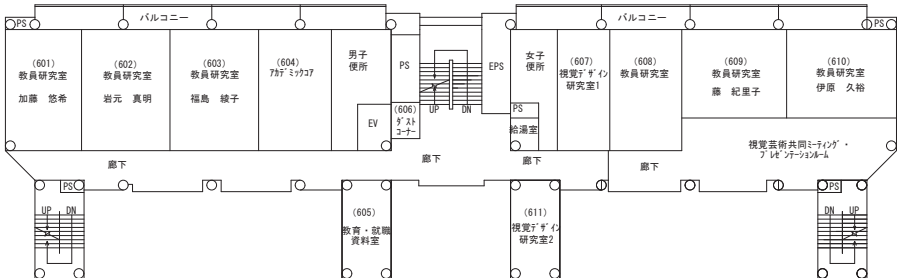 バルコニー
バルコニー
PS
PS
(601)
教員研究室
加藤 悠希
(602)
教員研究室
岩元 真明
(603)
教員研究室
福島 綾子
(604)
アカデミックコア
男子
便所
EV
PS
(606)
ダスト
コーナー
UP
DN
EPS
女子
便所
PS
給湯室
(607)
視覚デザイン
研究室1
(608)
教員研究室
(609)
教員研究室
藤 紀里子
(610)
教員研究室
伊原 久裕
視覚芸術共同ミーティング・
プレゼンテーションルーム
廊下
廊下
廊下
廊下
PS
UP
DN
(605)
教育・就職
資料室
(611)
視覚デザイン
研究室2
PS
DN
UP